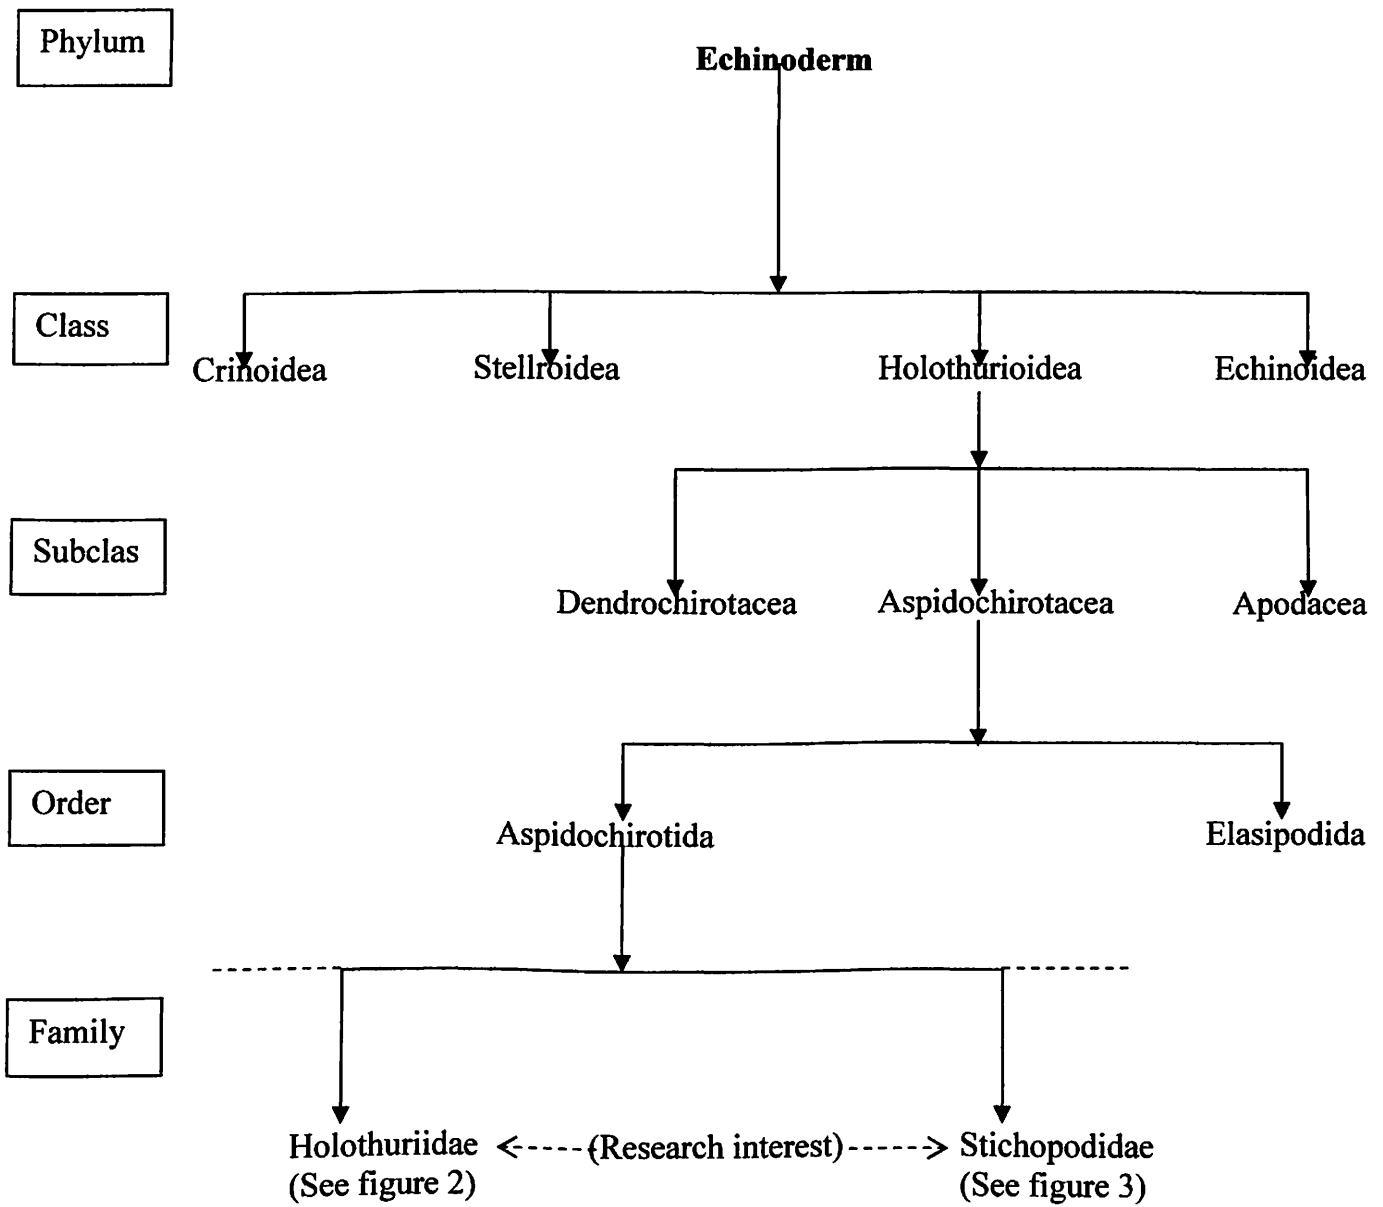 Phylum
Echinoderm
Class
Crinoidea
Stellroidea
Holothurioidea
Echinoidea
Subclas
Dendrochirotacea
Aspidochirotacea
Apodacea
Order
Aspidochirotida
Elasipodida
Family
Holothuriidae
(See figure 2)
(Research interest)
Stichopodidae
(See figure 3)